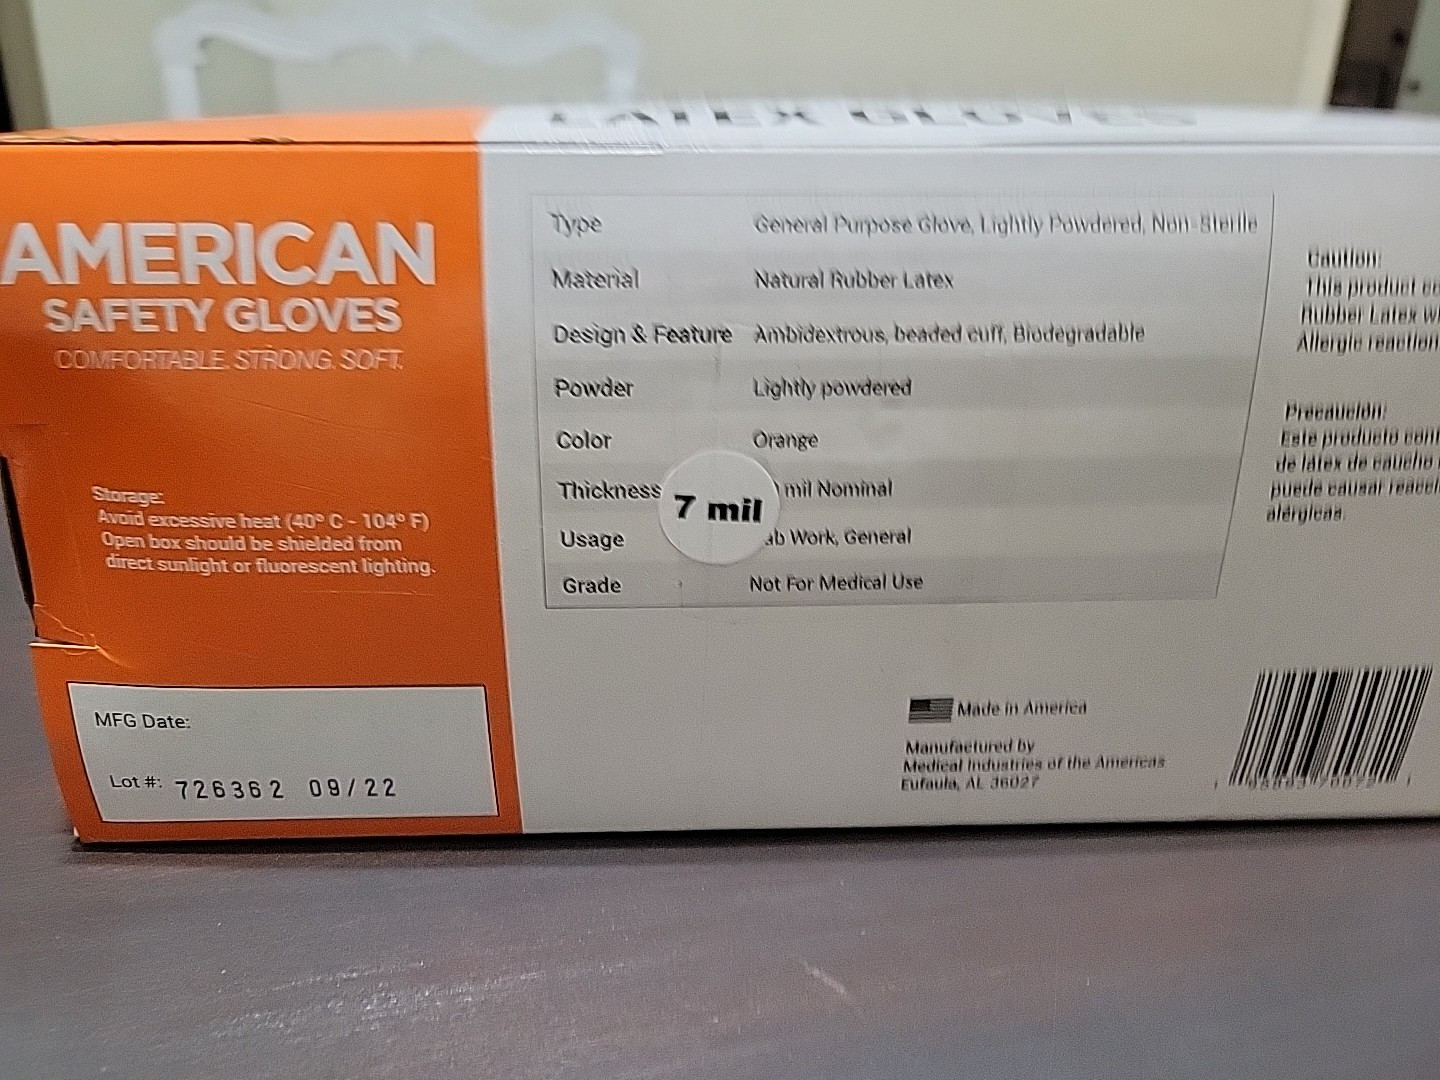 LATEX GLOVES
AMERICAN
SAFETY GLOVES
COMFORTABLE. STRONG. SOFT.
Storage:
Avoid excessive heat (40° C - 104° F)
Open box should be shielded from
direct sunlight or fluorescent lighting.
MFG Date:
Lot #: 726362 09/22
Type General Purpose Glove, Lightly Powdered, Non-Sterile
Material Natural Rubber Latex
Design & Feature Ambidextrous, beaded cuff, Biodegradable
Powder Lightly powdered
Color Orange
Thickness mil Nominal
7 mil
Usage ab Work, General
Grade Not For Medical Use
Made in America
Manufactured by
Medical Industries of the Americas
Eufaula, AL 36027
Caution:
This product
Rubber Latex
Allergic reaction
Precaución:
Este producto
de látex de caucho
puede causar
alérgicas.